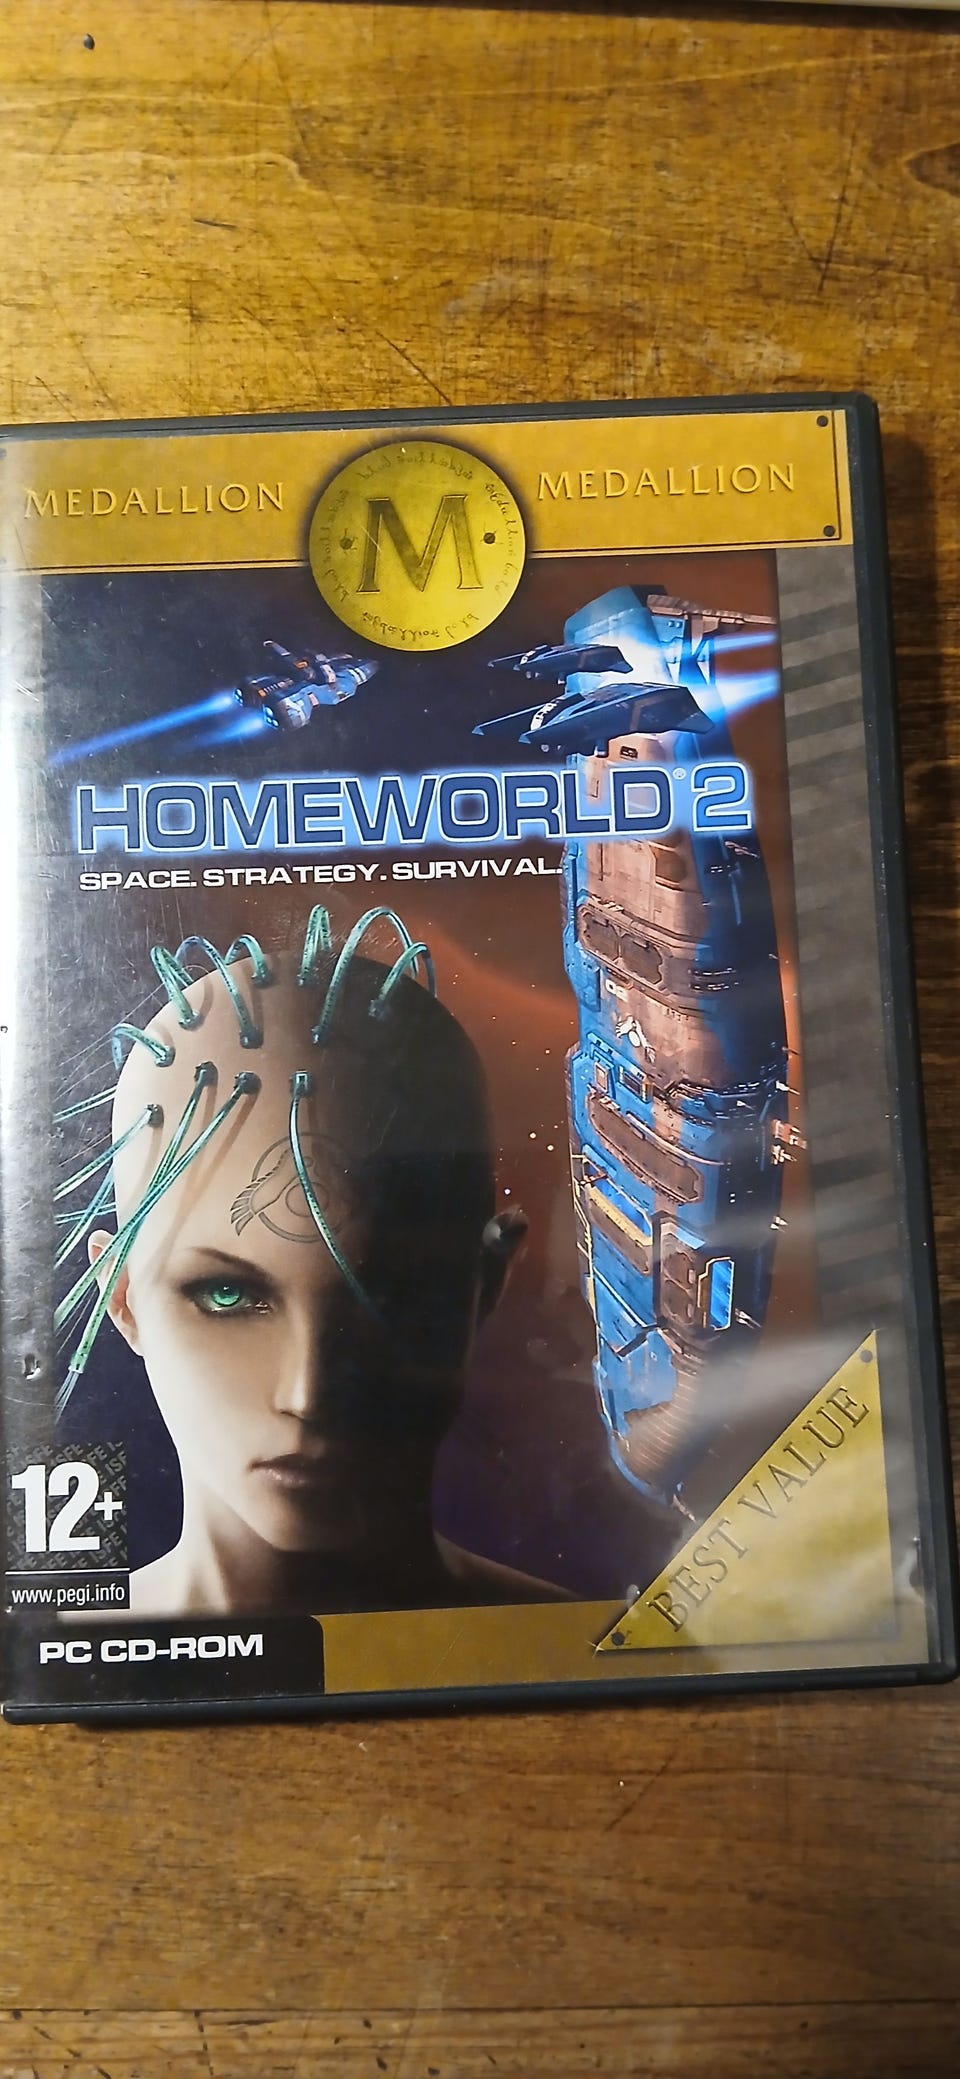 MEDALLION
M
MEDALLION
HOMEWORLD® 2
SPACE. STRATEGY. SURVIVAL.
12+
www.pegi.info
PC CD-ROM
BEST VALUE